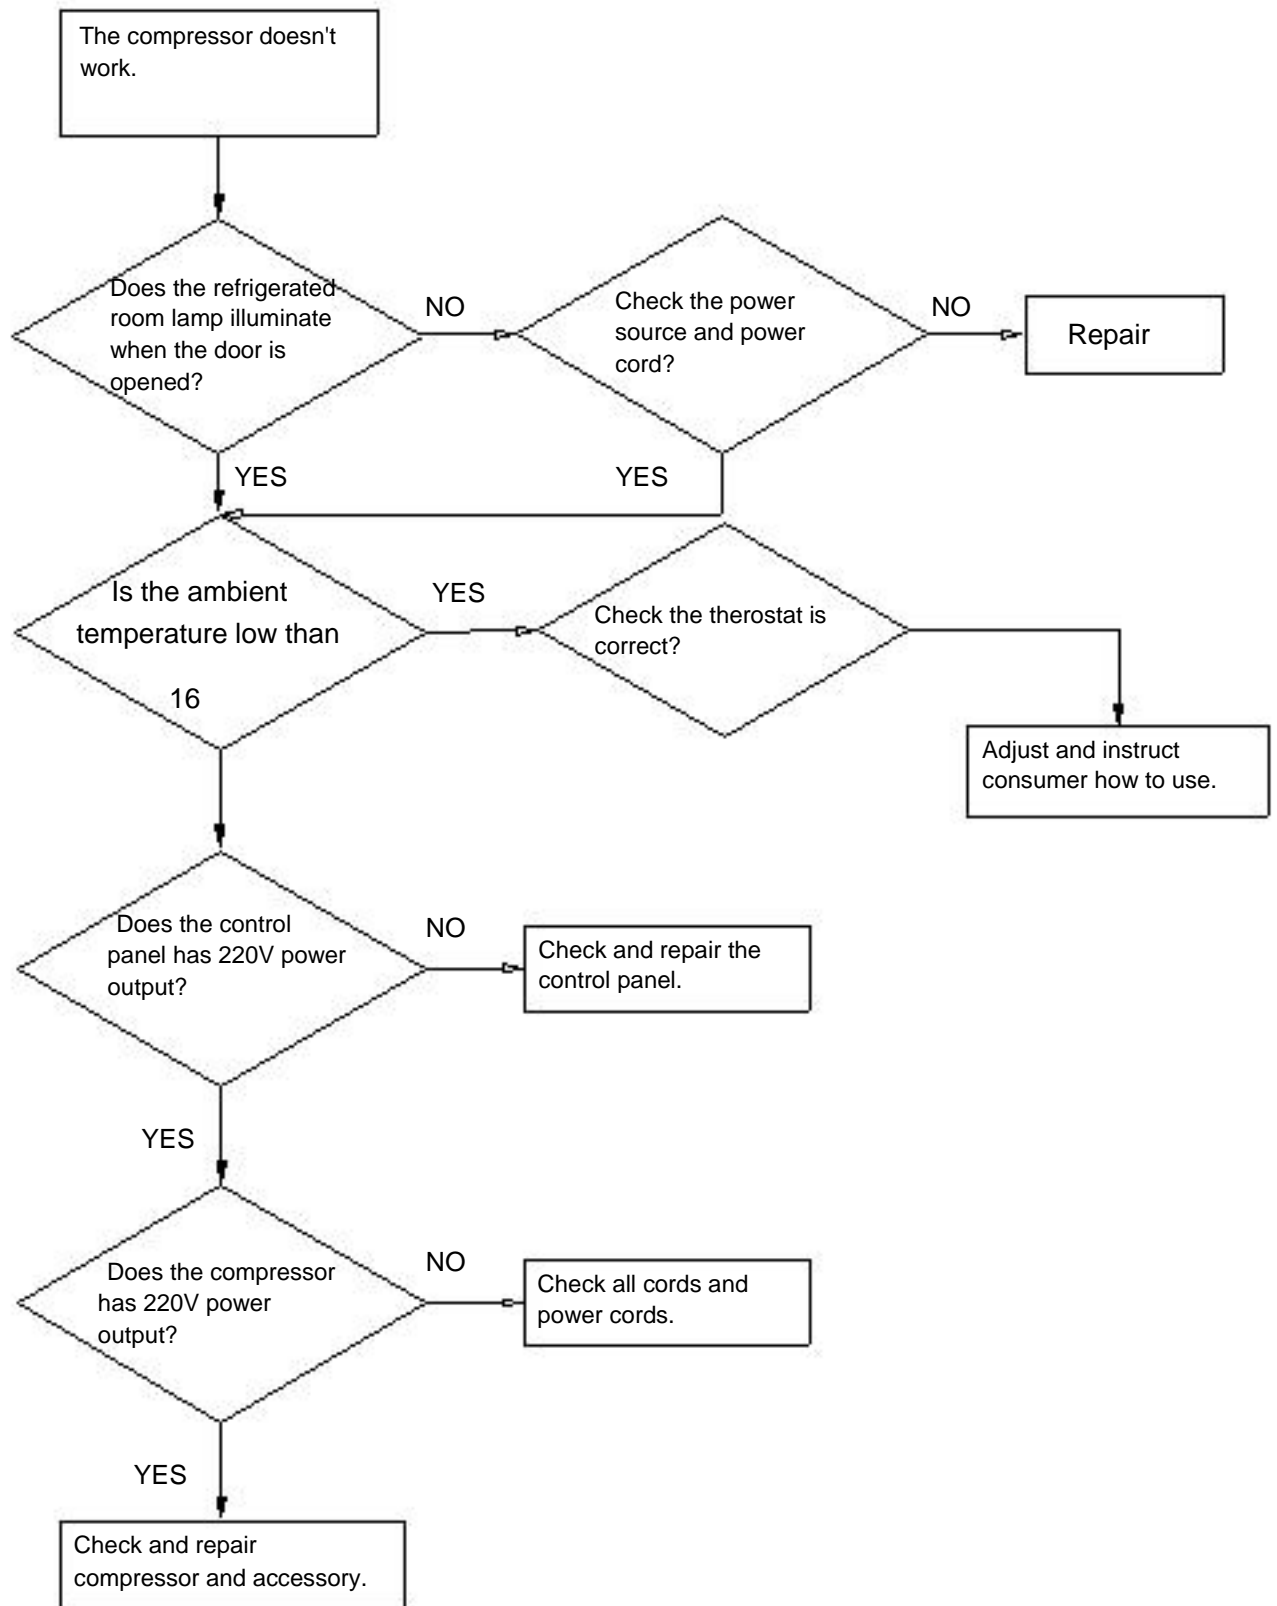 The compressor doesn't
work.
Does the refrigerated
room lamp illuminate
when the door is
opened?
NO
Check the power
source and power
cord?
NO
Repair
YES
YES
Is the ambient
temperature low than
16
YES
Check the therostat is
correct?
Adjust and instruct
consumer how to use.
Does the control
panel has 220V power
output?
NO
Check and repair the
control panel.
YES
Does the compressor
has 220V power
output?
NO
Check all cords and
power cords.
YES
Check and repair
compressor and accessory.